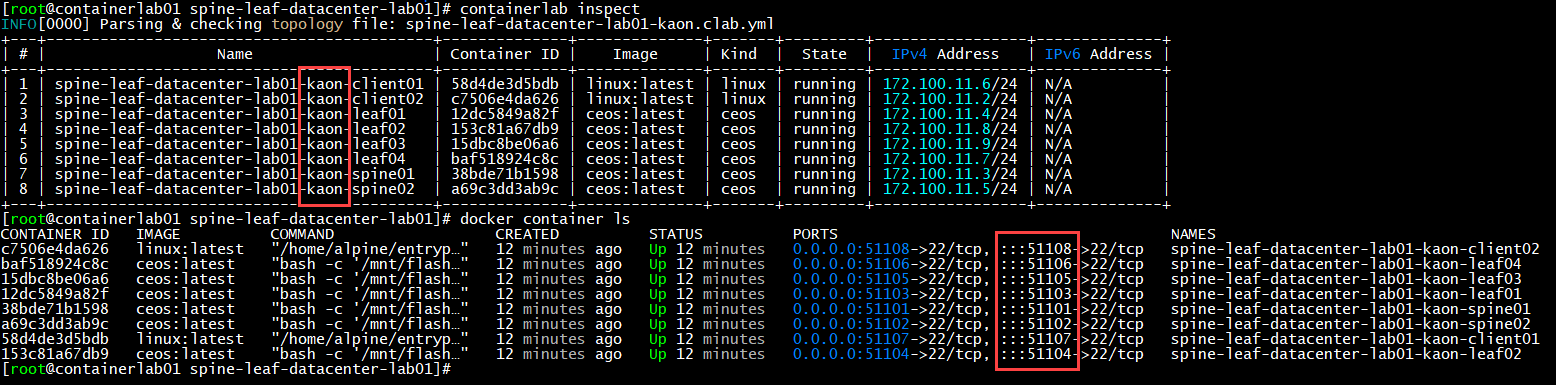 [root@containerlab01 spine-leaf-datacenter-lab01]# containerlab inspect
INFO[0000] Parsing & checking topology file: spine-leaf-datacenter-lab01-kaon.clab.yml
+---+-----------------------------------------+--------------+--------------+-------+---------+-----------------+--------------+
| # | Name | Container ID | Image | Kind | State | IPv4 Address | IPv6 Address |
+---+-----------------------------------------+--------------+--------------+-------+---------+-----------------+--------------+
| 1 | spine-leaf-datacenter-lab01-kaon-client01 | 58d4de3d5bdb | linux:latest | linux | running | 172.100.11.6/24 | N/A |
| 2 | spine-leaf-datacenter-lab01-kaon-client02 | c7506e4da626 | linux:latest | linux | running | 172.100.11.2/24 | N/A |
| 3 | spine-leaf-datacenter-lab01-kaon-leaf01 | 12dc5849a82f | ceos:latest | ceos | running | 172.100.11.4/24 | N/A |
| 4 | spine-leaf-datacenter-lab01-kaon-leaf02 | 153c81a67db9 | ceos:latest | ceos | running | 172.100.11.8/24 | N/A |
| 5 | spine-leaf-datacenter-lab01-kaon-leaf03 | 15dbc8be06a6 | ceos:latest | ceos | running | 172.100.11.9/24 | N/A |
| 6 | spine-leaf-datacenter-lab01-kaon-leaf04 | baf518924c8c | ceos:latest | ceos | running | 172.100.11.7/24 | N/A |
| 7 | spine-leaf-datacenter-lab01-kaon-spine01 | 38bde71b1598 | ceos:latest | ceos | running | 172.100.11.3/24 | N/A |
| 8 | spine-leaf-datacenter-lab01-kaon-spine02 | a69c3dd3ab9c | ceos:latest | ceos | running | 172.100.11.5/24 | N/A |
+---+-----------------------------------------+--------------+--------------+-------+---------+-----------------+--------------+
[root@containerlab01 spine-leaf-datacenter-lab01]# docker container ls
CONTAINER ID IMAGE COMMAND CREATED STATUS PORTS NAMES
c7506e4da626 linux:latest "/home/alpine/entryp…" 12 minutes ago Up 12 minutes 0.0.0.0:51108->22/tcp, :::51108->22/tcp spine-leaf-datacenter-lab01-kaon-client02
baf518924c8c ceos:latest "bash -c '/mnt/flash…" 12 minutes ago Up 12 minutes 0.0.0.0:51106->22/tcp, :::51106->22/tcp spine-leaf-datacenter-lab01-kaon-leaf04
15dbc8be06a6 ceos:latest "bash -c '/mnt/flash…" 12 minutes ago Up 12 minutes 0.0.0.0:51105->22/tcp, :::51105->22/tcp spine-leaf-datacenter-lab01-kaon-leaf03
12dc5849a82f ceos:latest "bash -c '/mnt/flash…" 12 minutes ago Up 12 minutes 0.0.0.0:51103->22/tcp, :::51103->22/tcp spine-leaf-datacenter-lab01-kaon-leaf01
38bde71b1598 ceos:latest "bash -c '/mnt/flash…" 12 minutes ago Up 12 minutes 0.0.0.0:51101->22/tcp, :::51101->22/tcp spine-leaf-datacenter-lab01-kaon-spine01
a69c3dd3ab9c ceos:latest "bash -c '/mnt/flash…" 12 minutes ago Up 12 minutes 0.0.0.0:51102->22/tcp, :::51102->22/tcp spine-leaf-datacenter-lab01-kaon-spine02
58d4de3d5bdb linux:latest "/home/alpine/entryp…" 12 minutes ago Up 12 minutes 0.0.0.0:51107->22/tcp, :::51107->22/tcp spine-leaf-datacenter-lab01-kaon-client01
153c81a67db9 ceos:latest "bash -c '/mnt/flash…" 12 minutes ago Up 12 minutes 0.0.0.0:51104->22/tcp, :::51104->22/tcp spine-leaf-datacenter-lab01-kaon-leaf02
[root@containerlab01 spine-leaf-datacenter-lab01]#